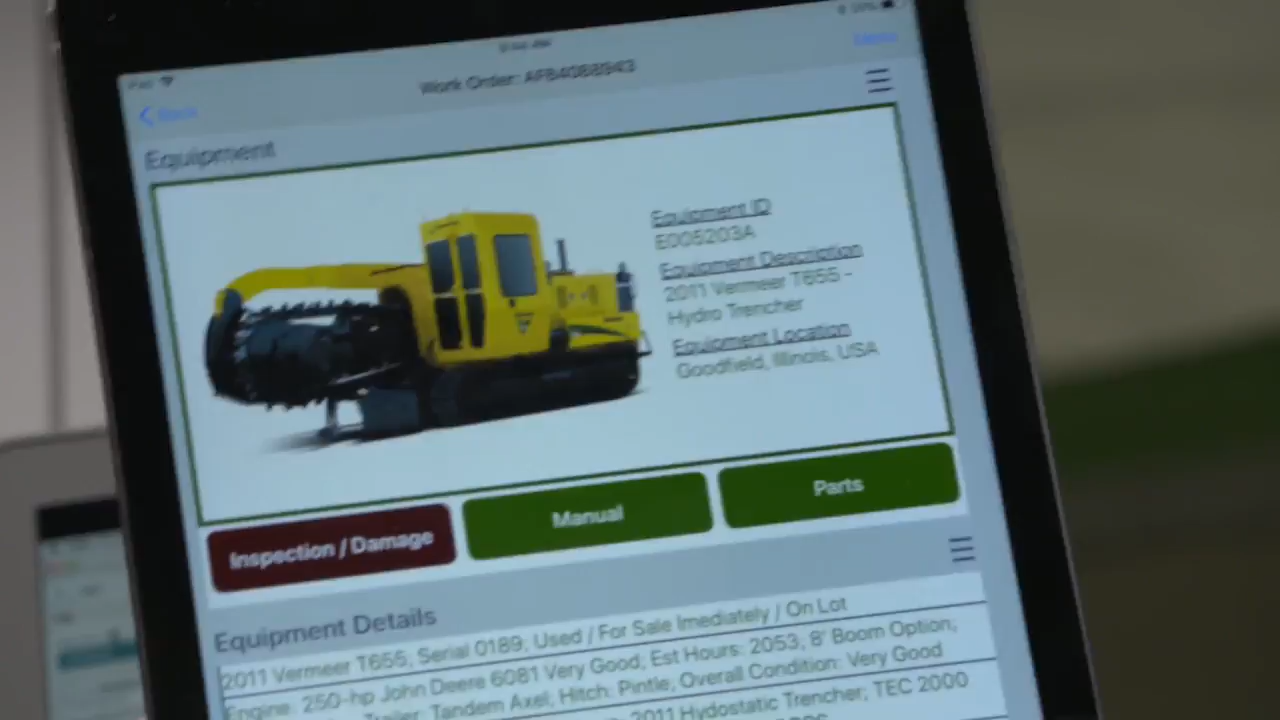 Work Order: AFB4088943
Back
Menu
Equipment
Equipment ID
E005203A
Equipment Description
2011 Vermeer T655 -
Hydro Trencher
Equipment Location
Goodfield, Illinois, USA
Inspection / Damage
Manual
Parts
Equipment Details
2011 Vermeer T655; Serial 0189; Used / For Sale Imediately / On Lot
Engine: 250-hp John Deere 6081 Very Good; Est Hours: 2053; 8' Boom Option;
Trailer: Tandem Axel, Hitch: Pintle, Overall Condition: Very Good
2011 Hydostatic Trencher; TEC 2000